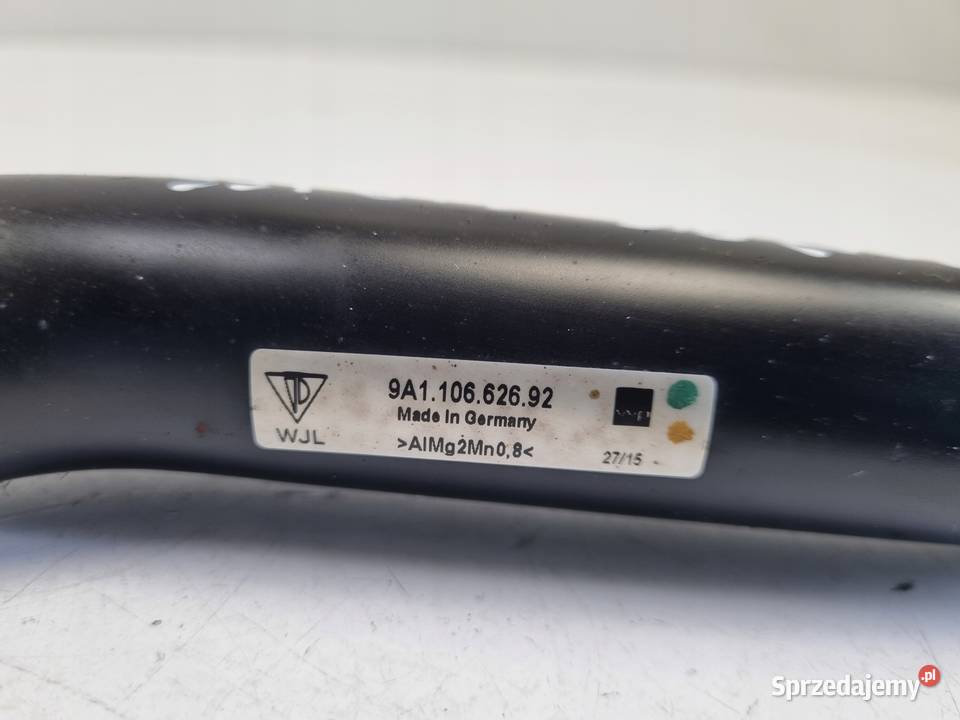 9A1.106.626.92
Made in Germany
WJL
>AlMg2Mn0,8<
27/15
Sprzedajemy.pl